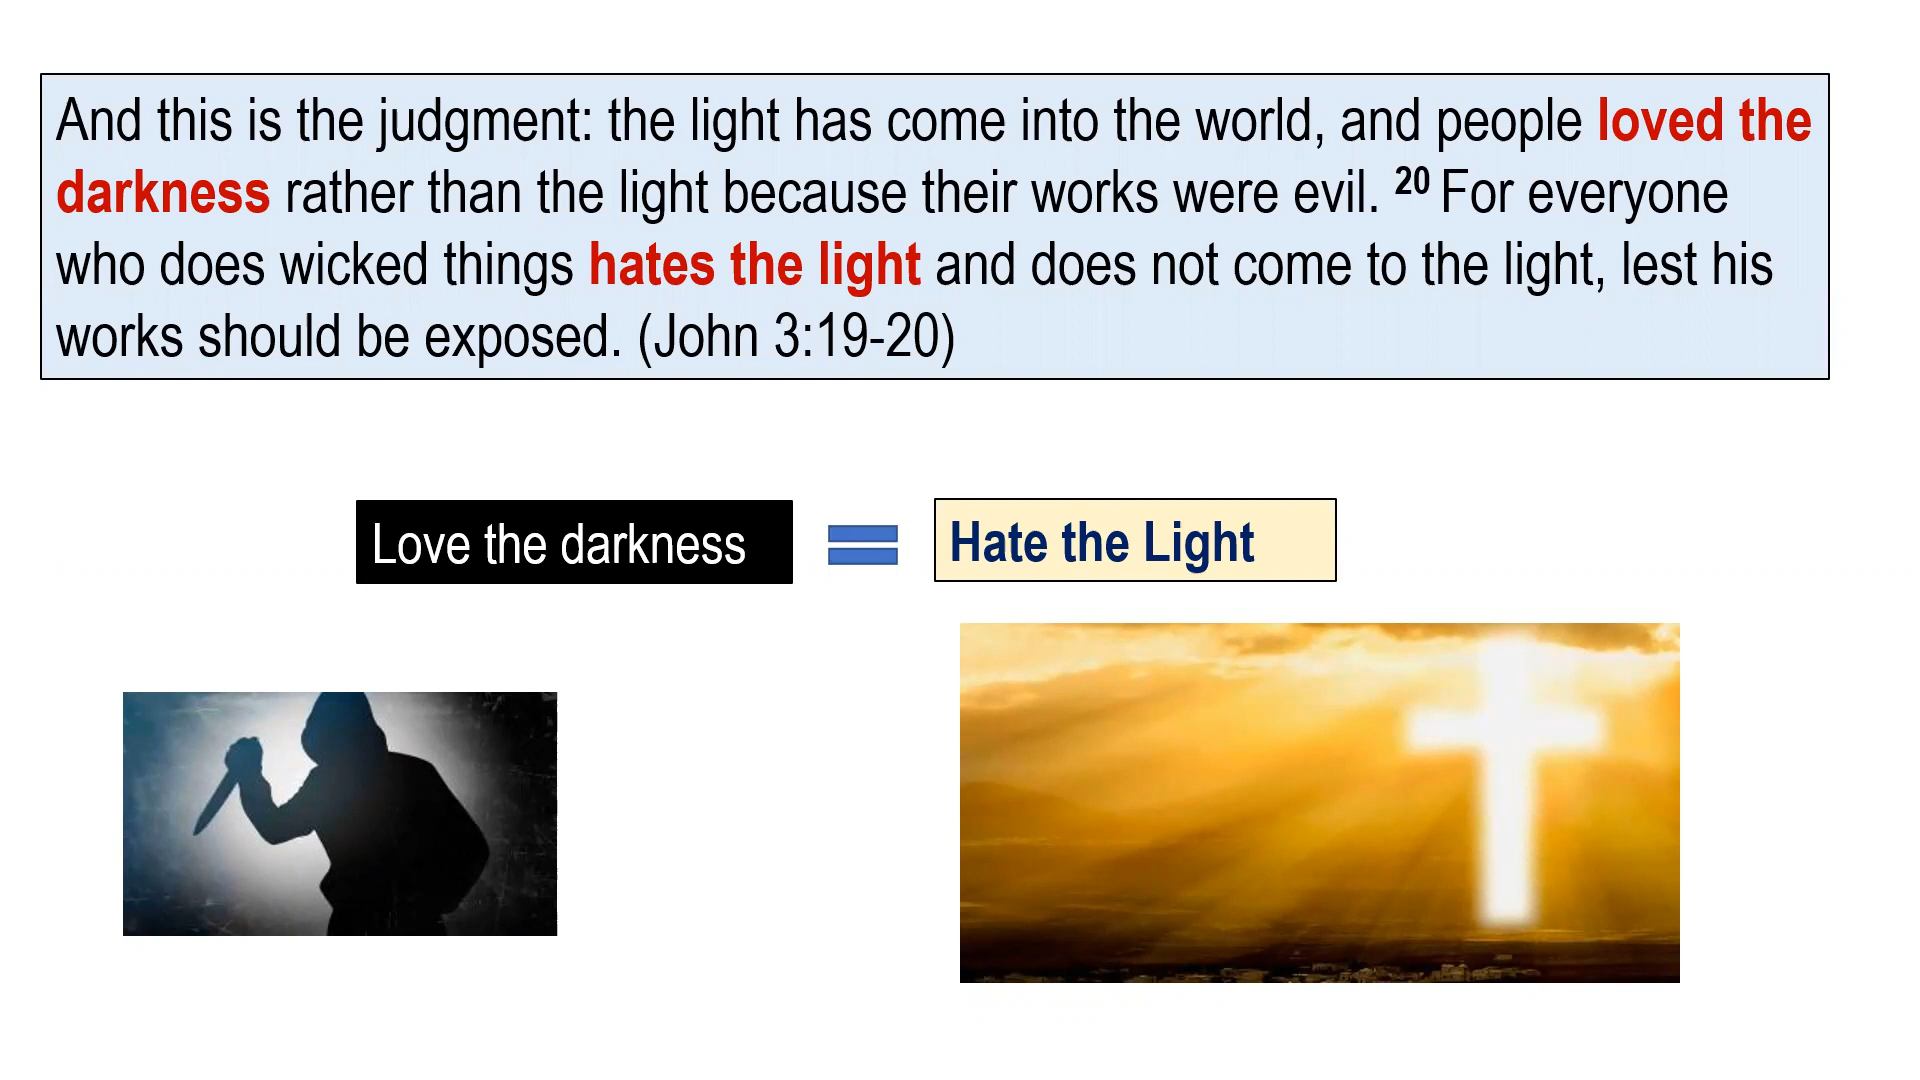 And this is the judgment: the light has come into the world, and people loved the
darkness rather than the light because their works were evil. 20 For everyone
who does wicked things hates the light and does not come to the light, lest his
works should be exposed. (John 3:19-20)
Love the darkness
Hate the Light